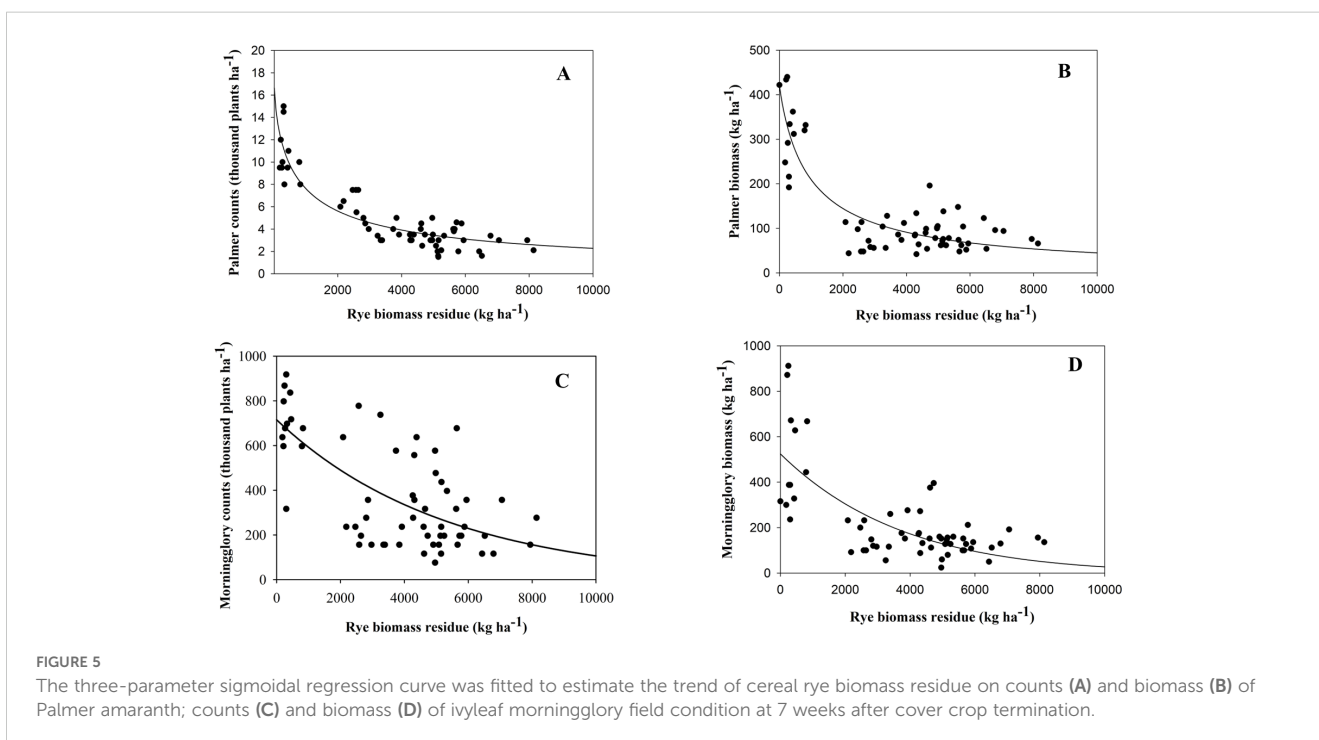 A
Palmer counts (thousand plants ha-1)
20
18
16
14
12
10
8
6
4
2
0
2000 4000 6000 8000 10000
Rye biomass residue (kg ha-1)
B
Palmer biomass (kg ha-1)
500
400
300
200
100
0
0 2000 4000 6000 8000 10000
Rye biomass residue (kg ha-1)
C
Morningglory counts (thousand plants ha-1)
1000
800
600
400
200
0
0 2000 4000 6000 8000 10000
Rye biomass residue (kg ha-1)
D
Morningglory biomass (kg ha-1)
1000
800
600
400
200
0
0 2000 4000 6000 8000 10000
Rye biomass residue (kg ha-1)
FIGURE 5
The three-parameter sigmoidal regression curve was fitted to estimate the trend of cereal rye biomass residue on counts (A) and biomass (B) of
Palmer amaranth; counts (C) and biomass (D) of ivyleaf morningglory field condition at 7 weeks after cover crop termination.